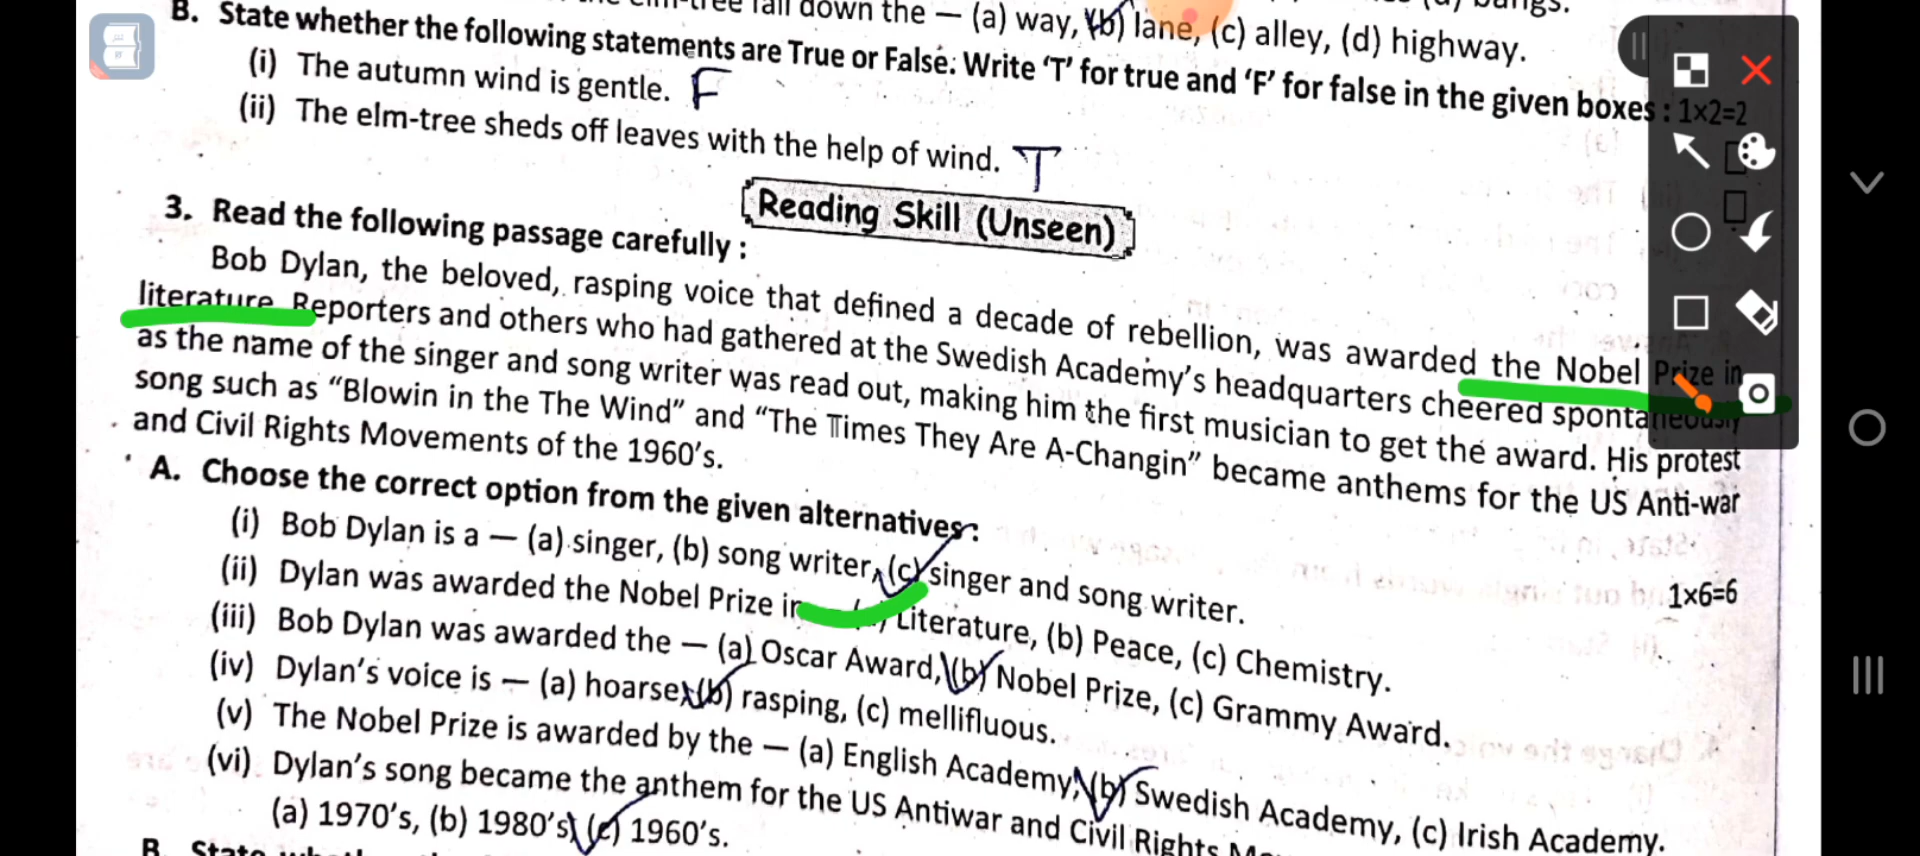 down the — (a) way, (b) lane, (c) alley, (d) highway.
B. State whether the following statements are True or False: Write ‘T’ for true and ‘F’ for false in the given boxes : 1×2=2
(i) The autumn wind is gentle. F
(ii) The elm-tree sheds off leaves with the help of wind. T
Reading Skill (Unseen)
3. Read the following passage carefully :
Bob Dylan, the beloved, rasping voice that defined a decade of rebellion, was awarded the Nobel Prize in
literature. Reporters and others who had gathered at the Swedish Academy’s headquarters cheered spontaneously
as the name of the singer and song writer was read out, making him the first musician to get the award. His protest
song such as “Blowin in the The Wind” and “The Times They Are A-Changin” became anthems for the US Anti-war
and Civil Rights Movements of the 1960’s.
A. Choose the correct option from the given alternatives:
1×6=6
(i) Bob Dylan is a — (a) singer, (b) song writer, (c) singer and song writer.
(ii) Dylan was awarded the Nobel Prize in Literature, (b) Peace, (c) Chemistry.
(iii) Bob Dylan was awarded the — (a) Oscar Award, (b) Nobel Prize, (c) Grammy Award.
(iv) Dylan’s voice is — (a) hoarse, (b) rasping, (c) mellifluous.
(v) The Nobel Prize is awarded by the — (a) English Academy, (b) Swedish Academy, (c) Irish Academy.
(vi) Dylan’s song became the anthem for the US Antiwar and Civil Rights
(a) 1970’s, (b) 1980’s, (c) 1960’s.
B. State